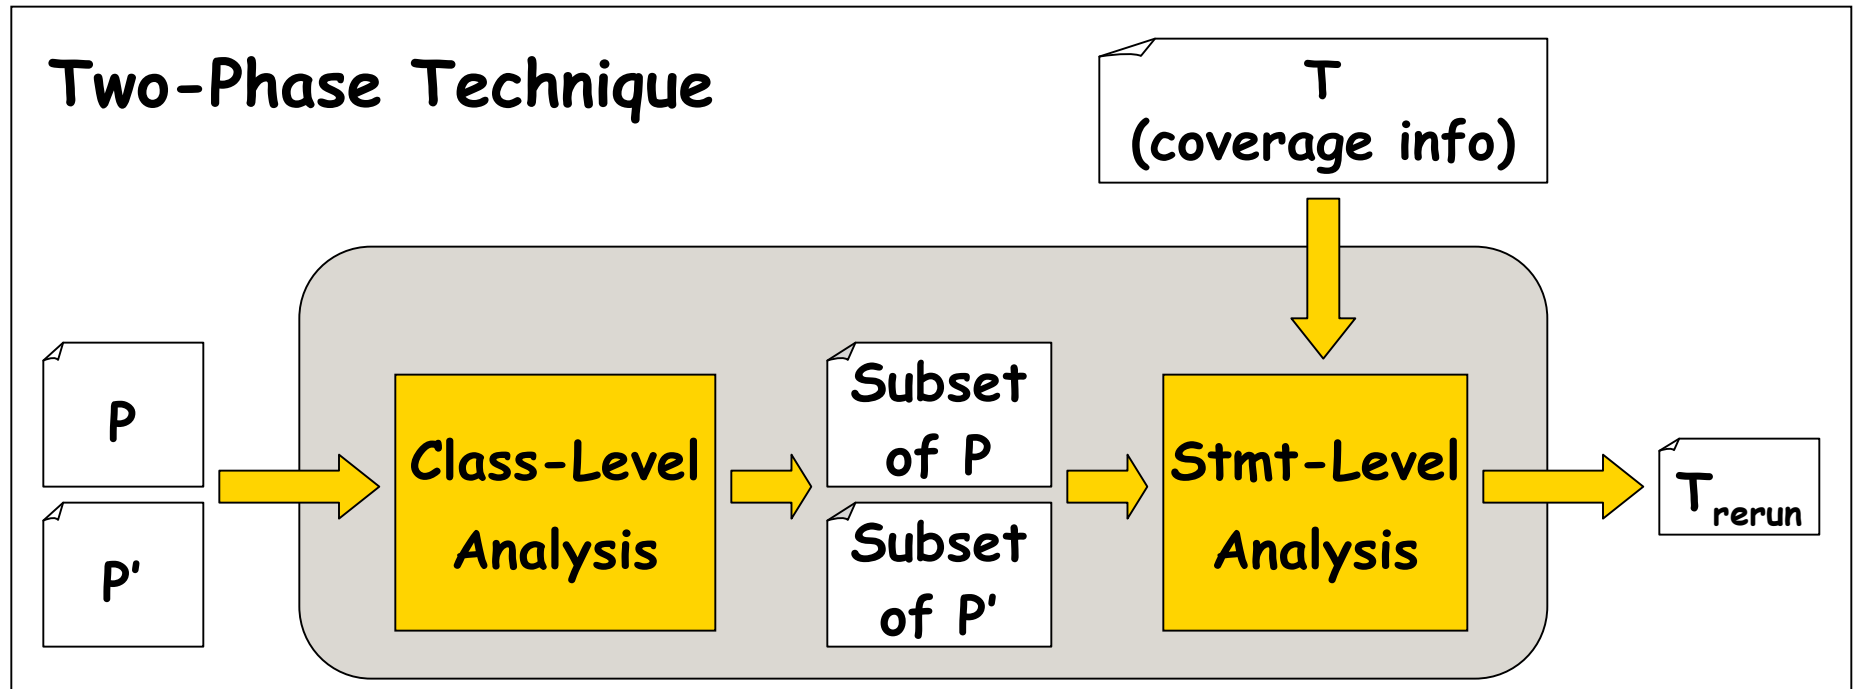 Two-Phase Technique
T
(coverage info)
P
P'
Class-Level
Analysis
Subset
of P
Subset
of P'
Stmt-Level
Analysis
Trerun